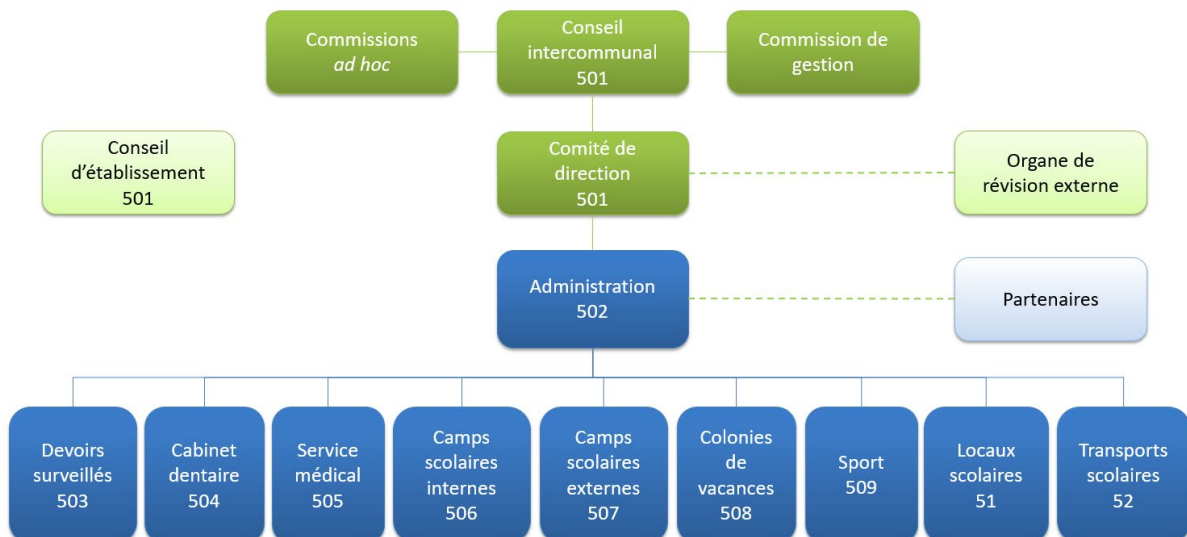 Commissions
ad hoc
Conseil
intercommunal
501
Commission de
gestion
Conseil
d'établissement
501
Comité de
direction
501
Organe de
révision externe
Administration
502
Partenaires
Devoirs
surveillés
503
Cabinet
dentaire
504
Service
médical
505
Camps
scolaires
internes
506
Camps
scolaires
externes
507
Colonies
de
vacances
508
Sport
509
Locaux
scolaires
51
Transports
scolaires
52